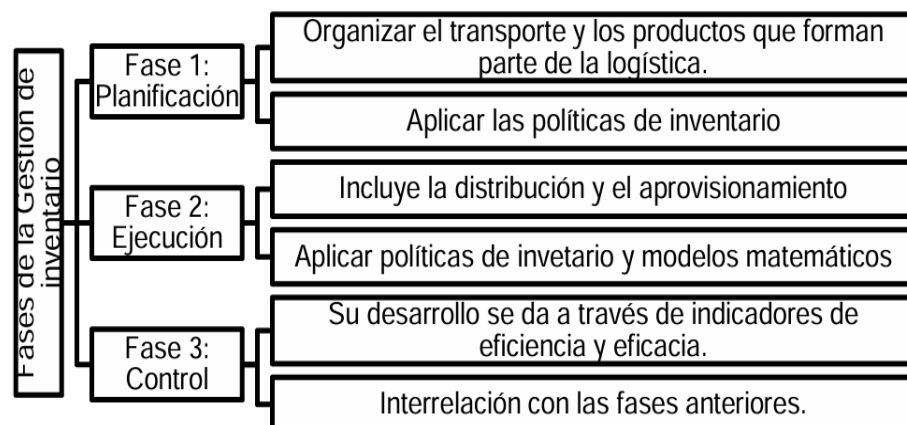 Fases de la Gestión de
inventario
Fase 1:
Planificación
Organizar el transporte y los productos que forman
parte de la logística.
Aplicar las políticas de inventario
Fase 2:
Ejecución
Incluye la distribución y el aprovisionamiento
Aplicar políticas de invetario y modelos matemáticos
Fase 3:
Control
Su desarrollo se da a través de indicadores de
eficiencia y eficacia.
Interrelación con las fases anteriores.